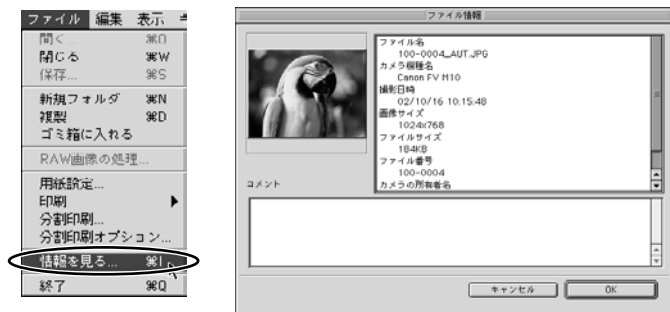 ファイル 編集 表示
開く... ⌘O
閉じる ⌘W
保存... ⌘S
新規フォルダ ⌘N
複製 ⌘D
ゴミ箱に入れる
RAW画像の処理...
用紙設定...
印刷
分割印刷...
分割印刷オプション...
情報を見る... ⌘I
終了 ⌘Q
ファイル情報
ファイル名
100-0004_AUT.JPG
カメラ機種名
Canon FV M10
撮影日時
02/10/16 10:15:48
画像サイズ
1024x768
ファイルサイズ
184KB
ファイル番号
100-0004
カメラの所有者名
コメント
キャンセル OK